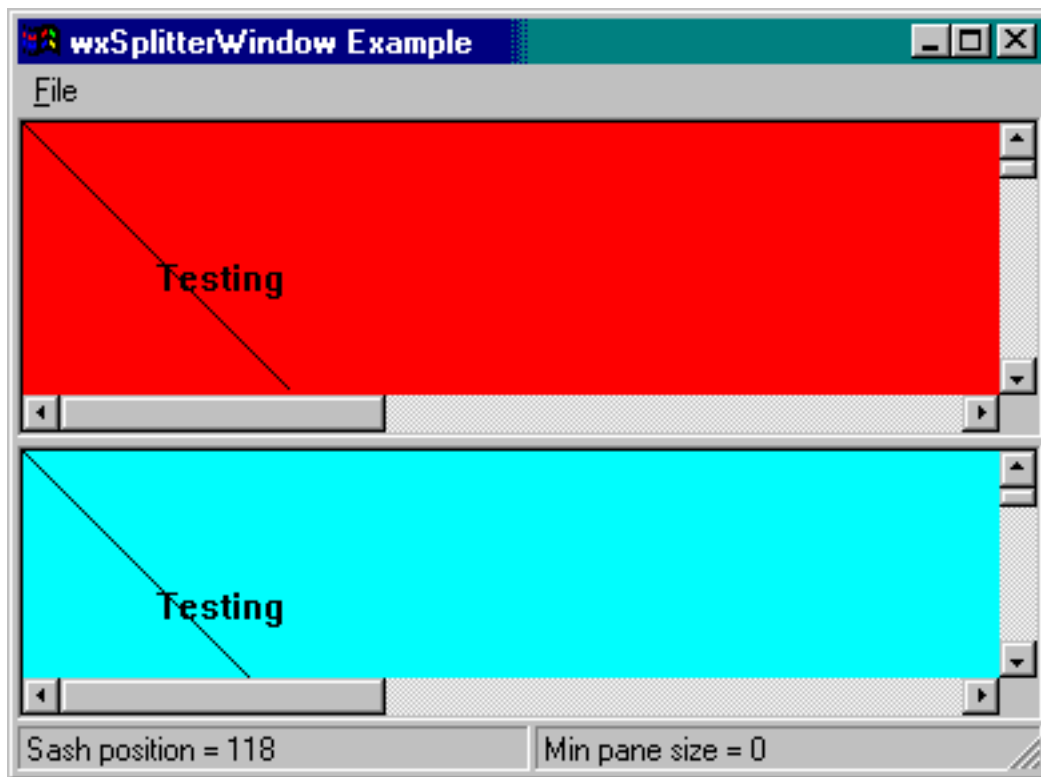 wxSplitterWindow Example
File
Testing
Testing
Sash position = 118
Min pane size = 0